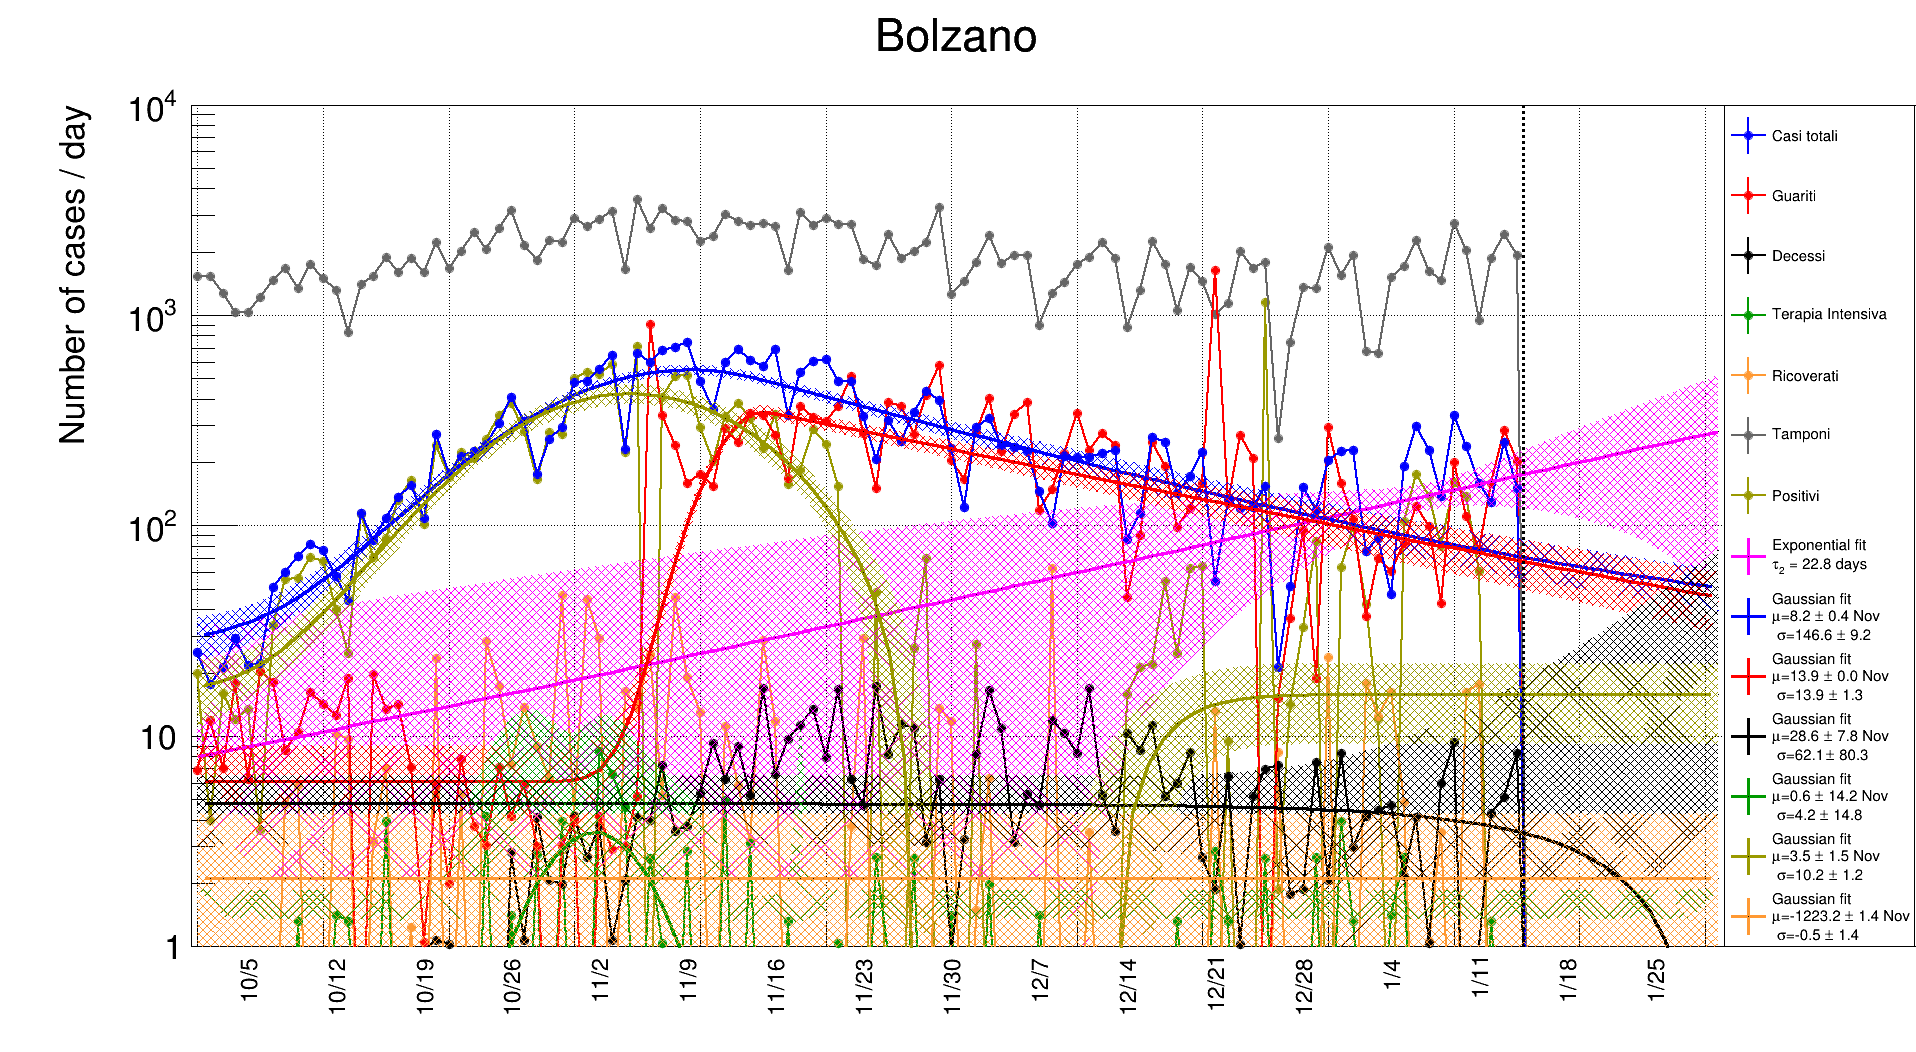 Bolzano
Number of cases / day
10⁴
10³
10²
10
1
10/5
10/12
10/19
10/26
11/2
11/9
11/16
11/23
11/30
12/7
12/14
12/21
12/28
1/4
1/11
1/18
1/25
Casi totali
Guariti
Decessi
Terapia Intensiva
Ricoverati
Tamponi
Positivi
Exponential fit
τ₂ = 22.8 days
Gaussian fit
μ=8.2 ± 0.4 Nov
σ=146.6 ± 9.2
Gaussian fit
μ=13.9 ± 0.0 Nov
σ=13.9 ± 1.3
Gaussian fit
μ=28.6 ± 7.8 Nov
σ=62.1 ± 80.3
Gaussian fit
μ=0.6 ± 14.2 Nov
σ=4.2 ± 14.8
Gaussian fit
μ=3.5 ± 1.5 Nov
σ=10.2 ± 1.2
Gaussian fit
μ=-1223.2 ± 1.4 Nov
σ=-0.5 ± 1.4